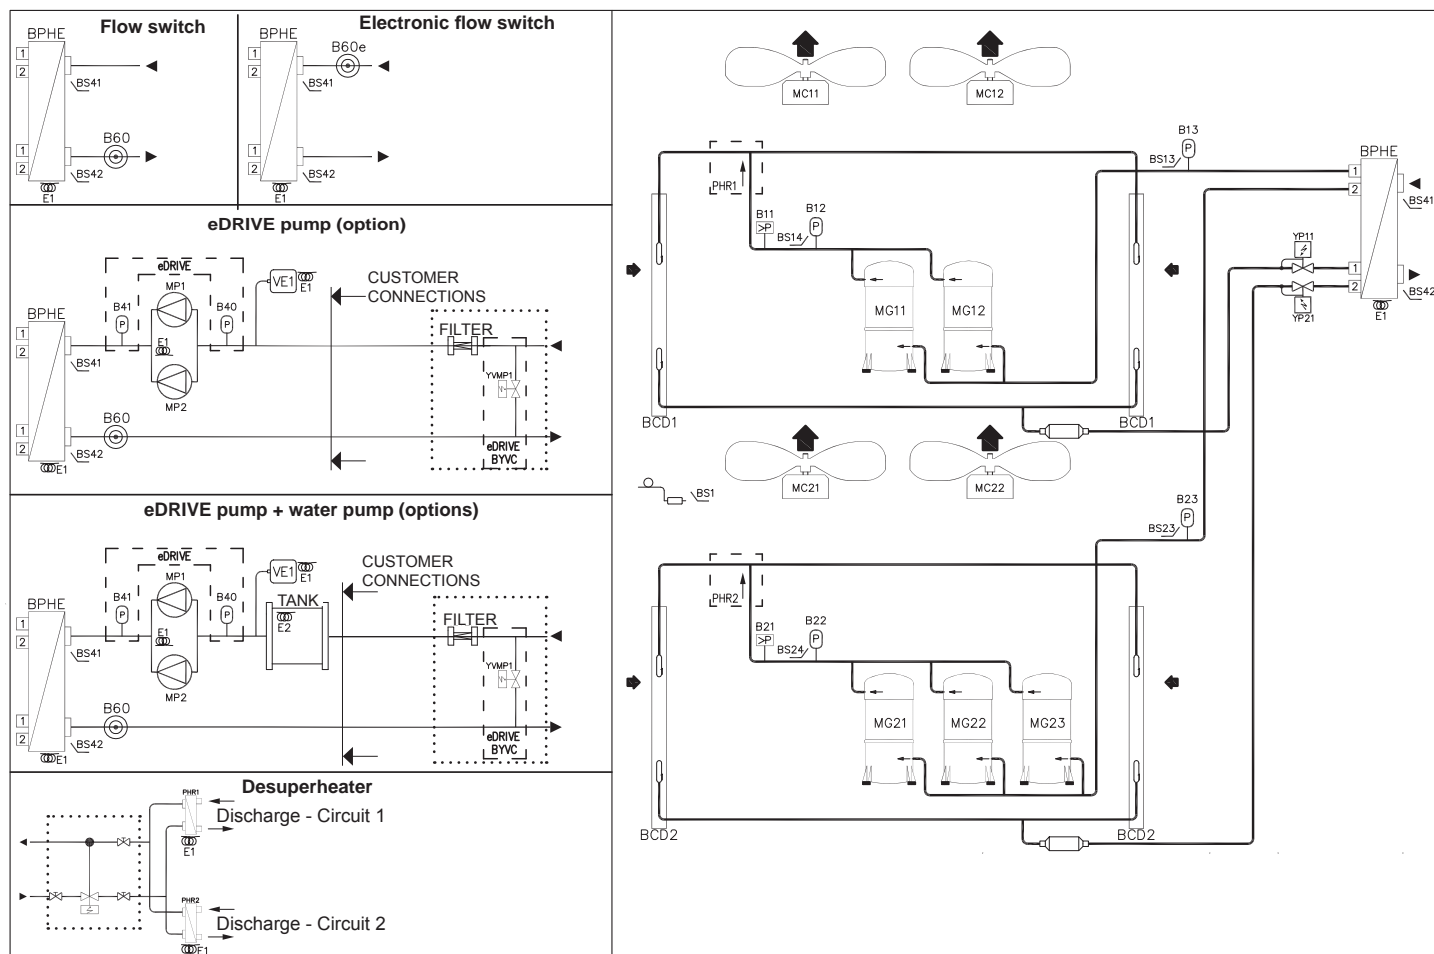 Flow switch
BPHE
1
2
BS41
B60
1
2
BS42
E1
Electronic flow switch
BPHE
B60e
1
2
BS41
1
2
BS42
E1
eDRIVE pump (option)
eDRIVE
MP1
B41
P
B40
P
VE1
E1
CUSTOMER
CONNECTIONS
BPHE
1
2
BS41
E1
FILTER
YVMP1
MP2
B60
1
2
BS42
E1
eDRIVE
BYVC
eDRIVE pump + water pump (options)
eDRIVE
MP1
B41
P
B40
P
VE1
E1
CUSTOMER
CONNECTIONS
TANK
E2
BPHE
1
2
BS41
E1
FILTER
YVMP1
MP2
B60
1
2
BS42
E1
eDRIVE
BYVC
Desuperheater
PHR1
Discharge - Circuit 1
E1
PHR2
Discharge - Circuit 2
E1
MC11
MC12
PHR1
B11
>P
B12
P
BS14
B13
P
BS13
BPHE
1
2
BS41
YP11
1
2
BS42
YP21
E1
MG11
MG12
BCD1
BCD1
MC21
MC22
BS1
B23
P
BS23
PHR2
B21
>P
B22
P
BS24
MG21
MG22
MG23
BCD2
BCD2